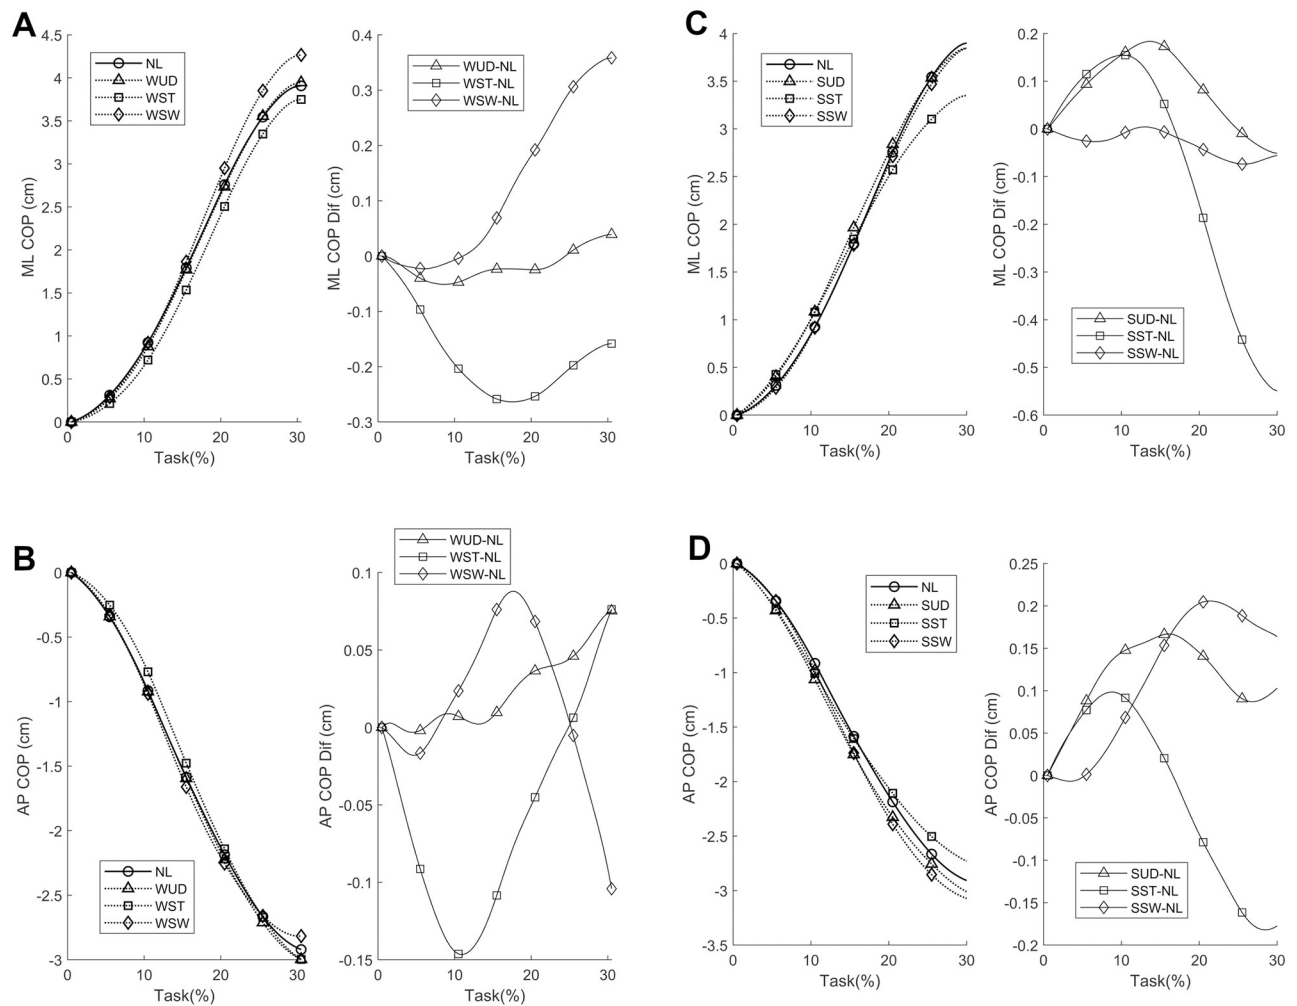 A
ML COP (cm)
4.5
4
3.5
3
2.5
2
1.5
1
0.5
0
0 10 20 30
Task(%)
NL
WUD
WST
WSW
ML COP Dif (cm)
0.4
0.3
0.2
0.1
0
-0.1
-0.2
-0.3
0 10 20 30
Task(%)
WUD-NL
WST-NL
WSW-NL
C
ML COP (cm)
4
3.5
3
2.5
2
1.5
1
0.5
0
0 10 20 30
Task(%)
NL
SUD
SST
SSW
ML COP Dif (cm)
0.2
0.1
0
-0.1
-0.2
-0.3
-0.4
-0.5
-0.6
0 10 20 30
Task(%)
SUD-NL
SST-NL
SSW-NL
B
AP COP (cm)
0
-0.5
-1
-1.5
-2
-2.5
-3
0 10 20 30
Task(%)
NL
WUD
WST
WSW
AP COP Dif (cm)
0.1
0.05
0
-0.05
-0.1
-0.15
0 10 20 30
Task(%)
WUD-NL
WST-NL
WSW-NL
D
AP COP (cm)
0
-0.5
-1
-1.5
-2
-2.5
-3
-3.5
0 10 20 30
Task(%)
NL
SUD
SST
SSW
AP COP Dif (cm)
0.25
0.2
0.15
0.1
0.05
0
-0.05
-0.1
-0.15
-0.2
0 10 20 30
Task(%)
SUD-NL
SST-NL
SSW-NL